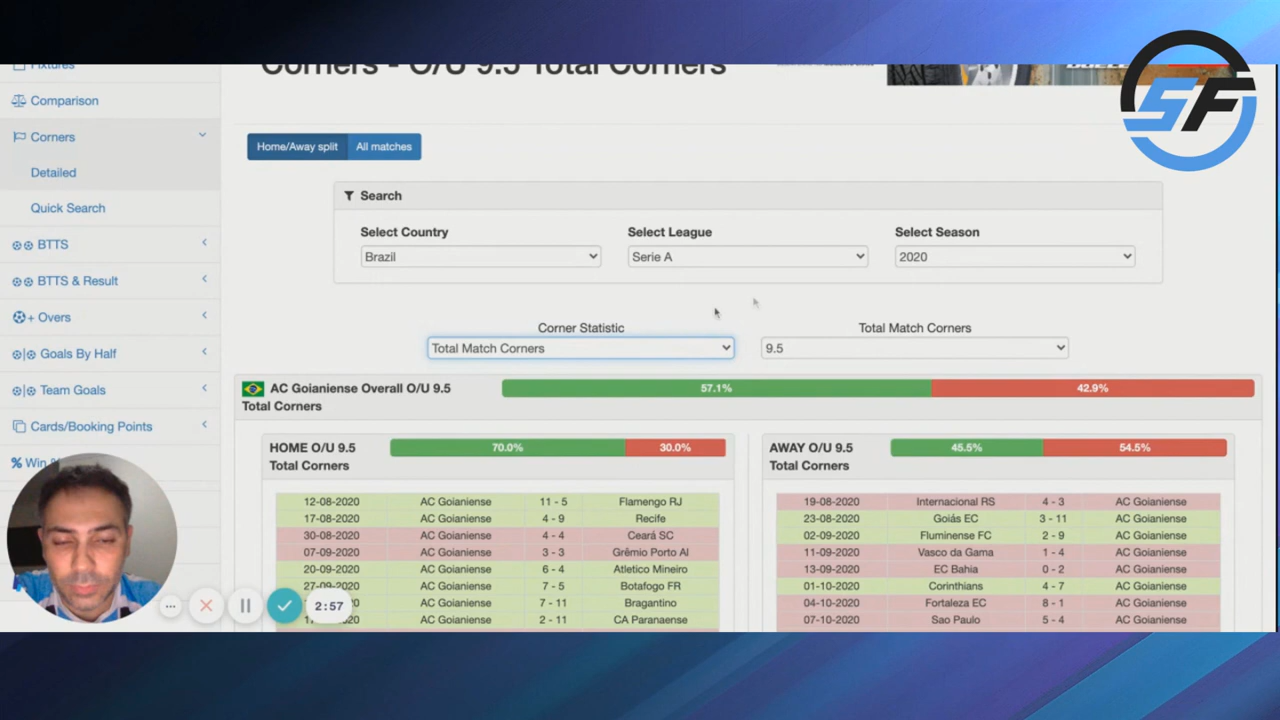 Fixtures
Corners - O/U 9.5 Total Corners
SF
Comparison
Corners
Detailed
Quick Search
BTTS
BTTS & Result
+ Overs
Goals By Half
Team Goals
Cards/Booking Points
% Win
Home/Away split All matches
Search
Select Country Select League Select Season
Brazil Serie A 2020
Corner Statistic Total Match Corners
Total Match Corners 9.5
AC Goianiense Overall O/U 9.5 57.1% 42.9%
Total Corners
HOME O/U 9.5 70.0% 30.0%
Total Corners
12-08-2020 AC Goianiense 11 - 5 Flamengo RJ
17-08-2020 AC Goianiense 4 - 9 Recife
30-08-2020 AC Goianiense 4 - 4 Ceará SC
07-09-2020 AC Goianiense 3 - 3 Grêmio Porto Al
20-09-2020 AC Goianiense 6 - 4 Atletico Mineiro
27-09-2020 AC Goianiense 7 - 5 Botafogo FR
AC Goianiense 7 - 11 Bragantino
AC Goianiense 2 - 11 CA Paranaense
AWAY O/U 9.5 45.5% 54.5%
Total Corners
19-08-2020 Internacional RS 4 - 3 AC Goianiense
23-08-2020 Goiás EC 3 - 11 AC Goianiense
02-09-2020 Fluminense FC 2 - 9 AC Goianiense
11-09-2020 Vasco da Gama 1 - 4 AC Goianiense
13-09-2020 EC Bahia 0 - 2 AC Goianiense
01-10-2020 Corinthians 4 - 7 AC Goianiense
04-10-2020 Fortaleza EC 8 - 1 AC Goianiense
07-10-2020 Sao Paulo 5 - 4 AC Goianiense
2:57